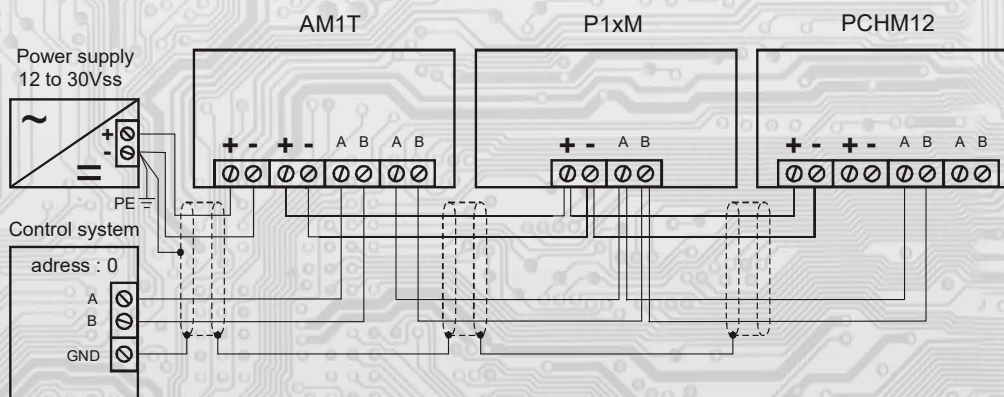 AM1T
P1xM
PCHM12
Power supply
12 to 30Vss
~
=
+
-
PE
+ - + - A B A B
+ - A B
+ - + - A B A B
Control system
adress : 0
A
B
GND